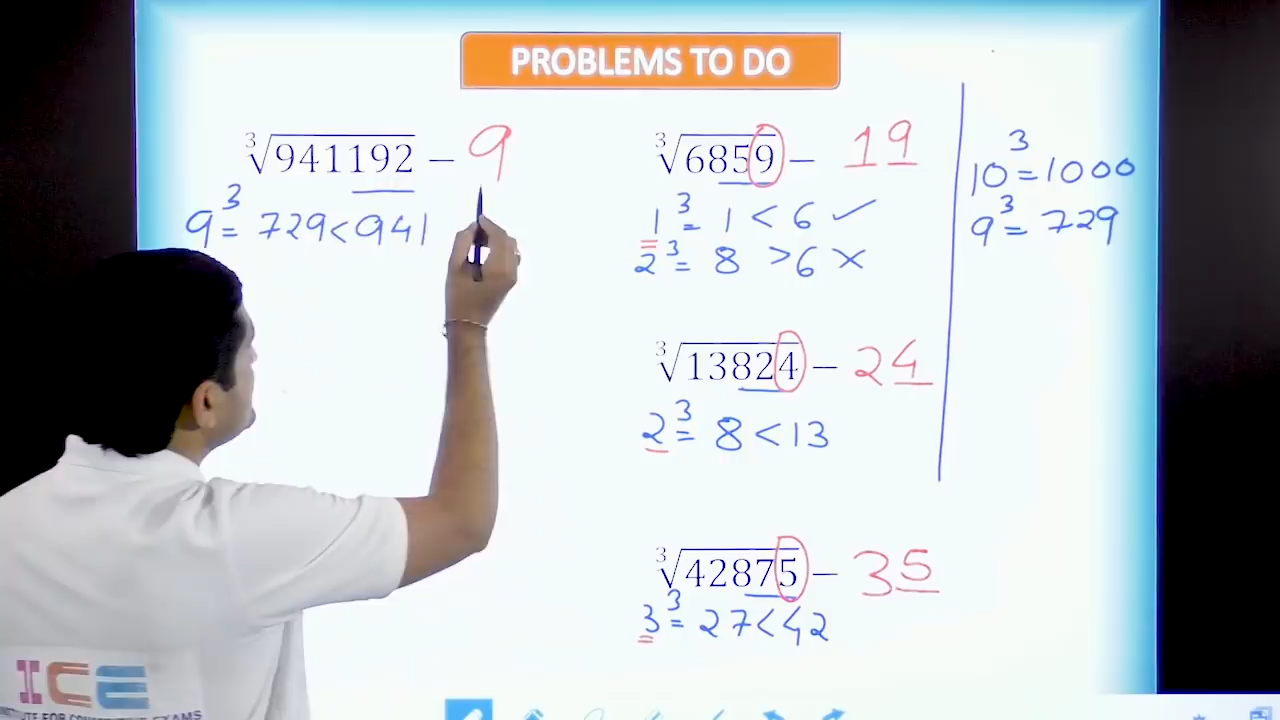 PROBLEMS TO DO
∛941192 – 9
9³ = 729 < 941
∛6859 – 19
1³ = 1 < 6 ✓
2³ = 8 > 6 ×
∛13824 – 24
2³ = 8 < 13
∛42875 – 35
3³ = 27 < 42
10³ = 1000
9³ = 729
ICE